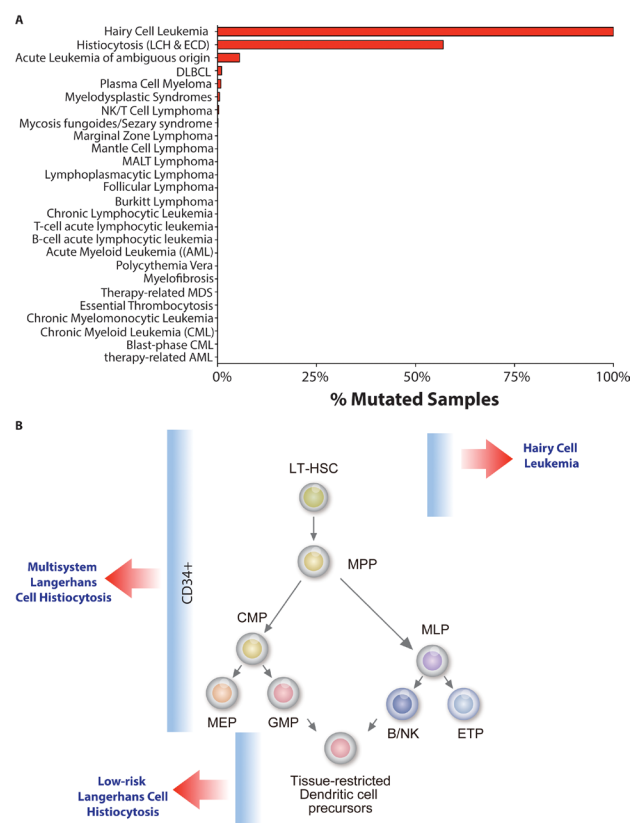 A
Hairy Cell Leukemia
Histiocytosis (LCH & ECD)
Acute Leukemia of ambiguous origin
DLBCL
Plasma Cell Myeloma
Myelodysplastic Syndromes
NK/T Cell Lymphoma
Mycosis fungoides/Sezary syndrome
Marginal Zone Lymphoma
Mantle Cell Lymphoma
MALT Lymphoma
Lymphoplasmacytic Lymphoma
Follicular Lymphoma
Burkitt Lymphoma
Chronic Lymphocytic Leukemia
T-cell acute lymphocytic leukemia
B-cell acute lymphocytic leukemia
Acute Myeloid Leukemia ((AML)
Polycythemia Vera
Myelofibrosis
Therapy-related MDS
Essential Thrombocytosis
Chronic Myelomonocytic Leukemia
Chronic Myeloid Leukemia (CML)
Blast-phase CML
therapy-related AML
0% 25% 50% 75% 100%
% Mutated Samples
B
LT-HSC
Hairy Cell
Leukemia
MPP
Multisystem
Langerhans
Cell Histiocytosis
CD34+
CMP
MLP
MEP
GMP
B/NK
ETP
Tissue-restricted
Dendritic cell
precursors
Low-risk
Langerhans Cell
Histiocytosis